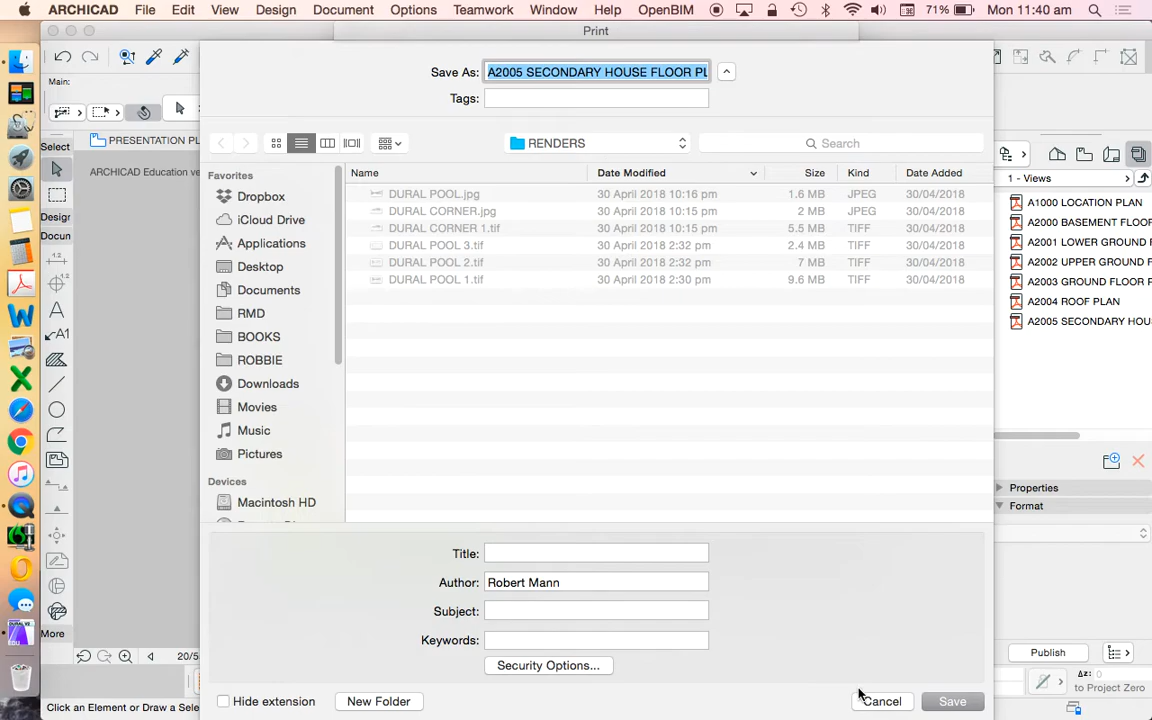 ARCHICAD File Edit View Design Document Options Teamwork Window Help OpenBIM 71% Mon 11:40 am
Print
Save As: A2005 SECONDARY HOUSE FLOOR PL
Tags:
Main:
Select
PRESENTATION PL
ARCHICAD Education ve
Design
Docun
More
RENDERS
Search
Favorites
Dropbox
iCloud Drive
Applications
Desktop
Documents
RMD
BOOKS
ROBBIE
Downloads
Movies
Music
Pictures
Devices
Macintosh HD
Name Date Modified Size Kind Date Added
DURAL POOL.jpg 30 April 2018 10:16 pm 1.6 MB JPEG 30/04/2018
DURAL CORNER.jpg 30 April 2018 10:15 pm 2 MB JPEG 30/04/2018
DURAL CORNER 1.tif 30 April 2018 10:15 pm 5.5 MB TIFF 30/04/2018
DURAL POOL 3.tif 30 April 2018 2:32 pm 2.4 MB TIFF 30/04/2018
DURAL POOL 2.tif 30 April 2018 2:32 pm 7 MB TIFF 30/04/2018
DURAL POOL 1.tif 30 April 2018 2:30 pm 9.6 MB TIFF 30/04/2018
1 - Views
A1000 LOCATION PLAN
A2000 BASEMENT FLOOR
A2001 LOWER GROUND F
A2002 UPPER GROUND F
A2003 GROUND FLOOR P
A2004 ROOF PLAN
A2005 SECONDARY HOUS
Properties
Format
Publish
Title:
Author: Robert Mann
Subject:
Keywords:
Security Options...
Hide extension New Folder Cancel Save
20/5
Click an Element or Draw a Sele
Δz: 0
to Project Zero